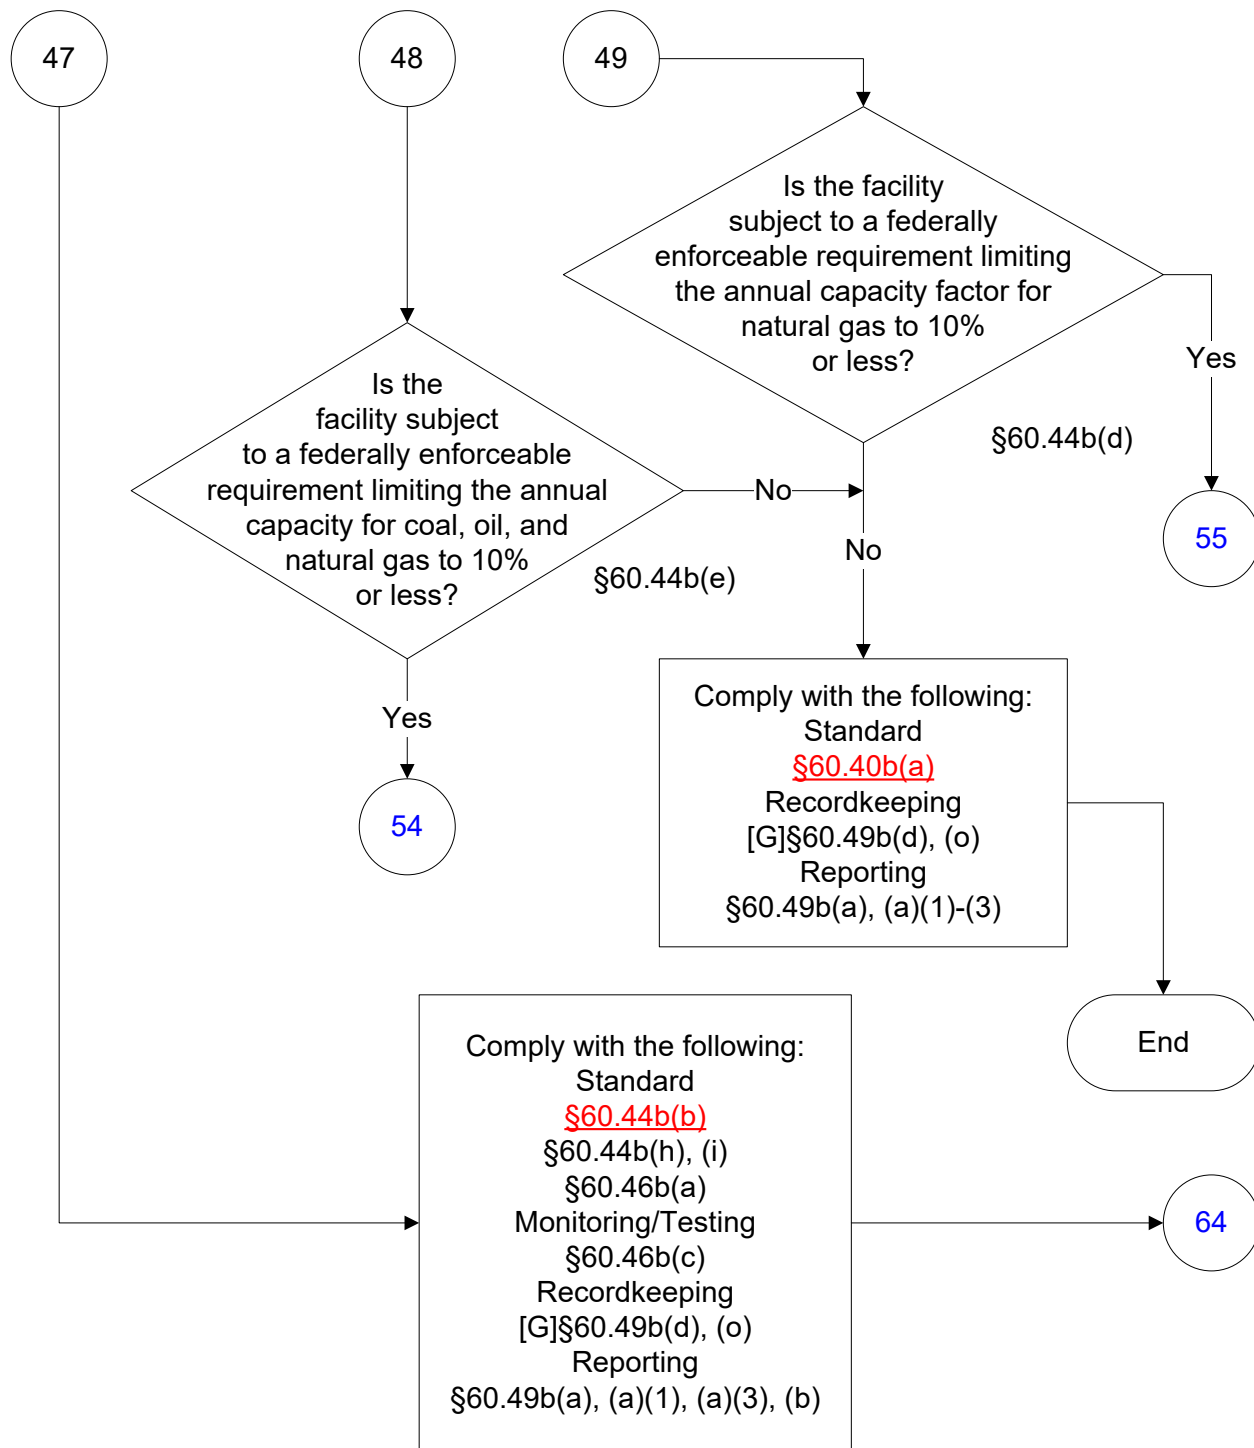 47
48
49
Is the facility
subject to a federally
enforceable requirement limiting
the annual capacity factor for
natural gas to 10%
or less?
Yes
§60.44b(d)
55
Is the
facility subject
to a federally enforceable
requirement limiting the annual
capacity for coal, oil, and
natural gas to 10%
or less?
No
§60.44b(e)
No
Yes
54
Comply with the following:
Standard
§60.40b(a)
Recordkeeping
[G]§60.49b(d), (o)
Reporting
§60.49b(a), (a)(1)-(3)
End
Comply with the following:
Standard
§60.44b(b)
§60.44b(h), (i)
§60.46b(a)
Monitoring/Testing
§60.46b(c)
Recordkeeping
[G]§60.49b(d), (o)
Reporting
§60.49b(a), (a)(1), (a)(3), (b)
64